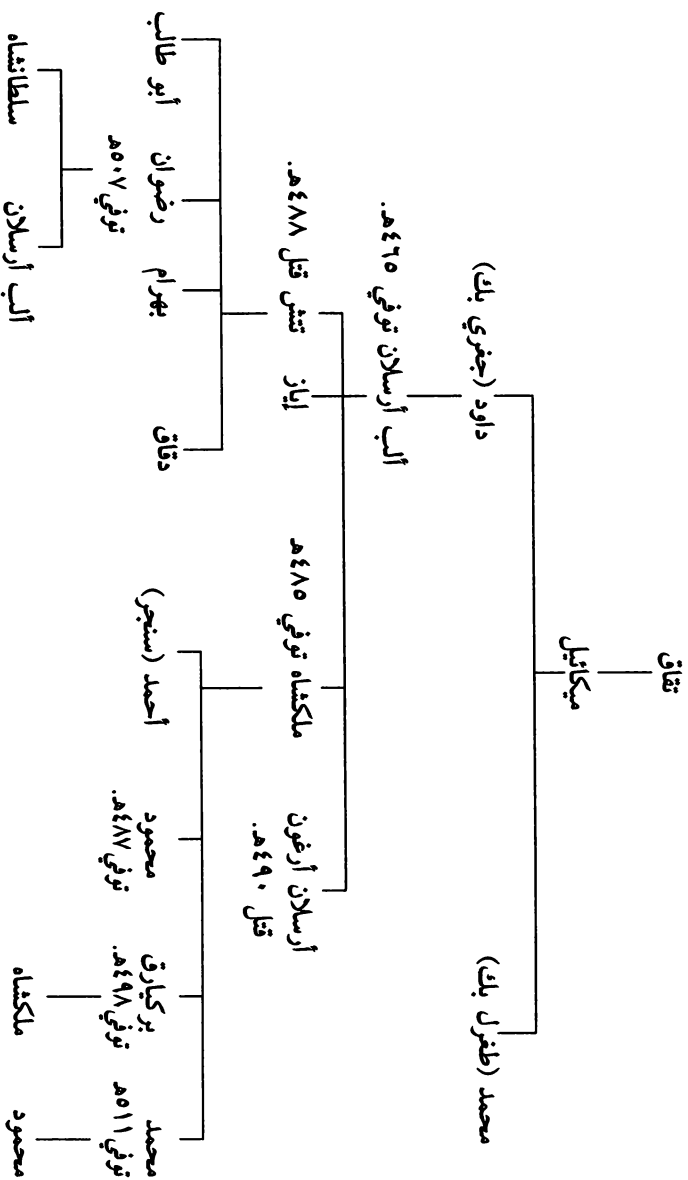 تقاق
ميكائيل
محمد (طغرل بك)
داود (جغري بك)
ألب أرسلان توفي ٤٦٥هـ.
أرسلان أرغون
قتل ٤٩٠هـ.
ملكشاه توفي ٤٨٥هـ
إياز
تتش قتل ٤٨٨هـ.
محمد
توفي ٥١١هـ
بركيارق
توفي ٤٩٨هـ.
محمود
توفي ٤٨٧هـ.
أحمد (سنجر)
دقاق
بهرام
رضوان
توفي ٥٠٧هـ
أبو طالب
محمود
ملكشاه
ألب أرسلان
سلطانشاه